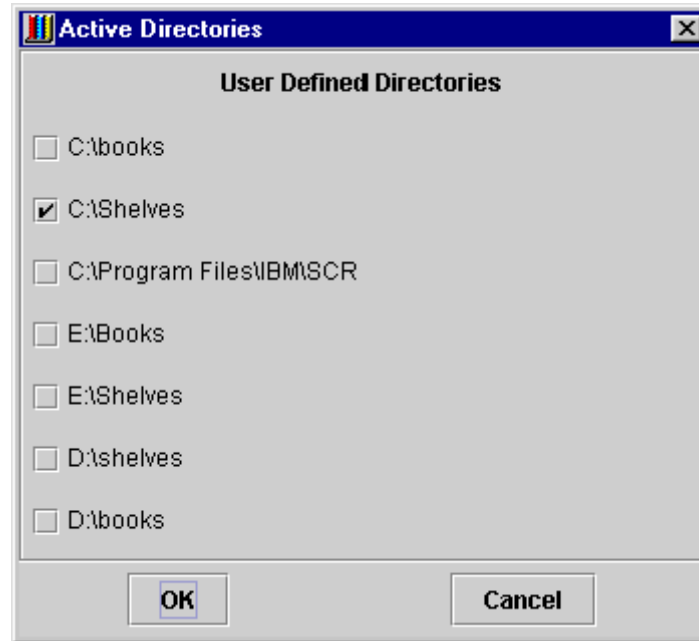 Active Directories
User Defined Directories
C:\books
C:\Shelves
C:\Program Files\IBM\SCR
E:\Books
E:\Shelves
D:\shelves
D:\books
OK Cancel